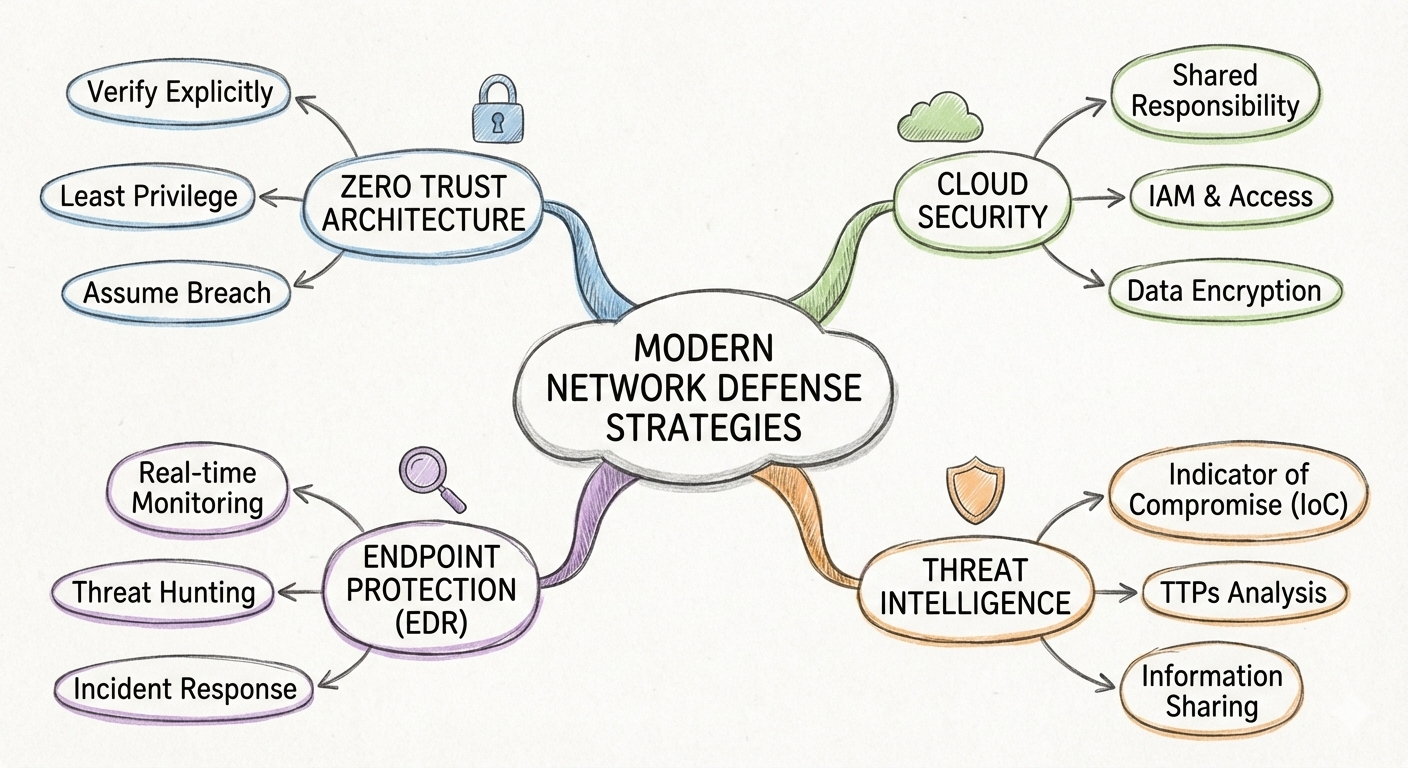 MODERN
NETWORK DEFENSE
STRATEGIES
ZERO TRUST
ARCHITECTURE
Verify Explicitly
Least Privilege
Assume Breach
CLOUD
SECURITY
Shared
Responsibility
IAM & Access
Data Encryption
ENDPOINT
PROTECTION
(EDR)
Real-time
Monitoring
Threat Hunting
Incident Response
THREAT
INTELLIGENCE
Indicator of
Compromise (IoC)
TTPs Analysis
Information
Sharing